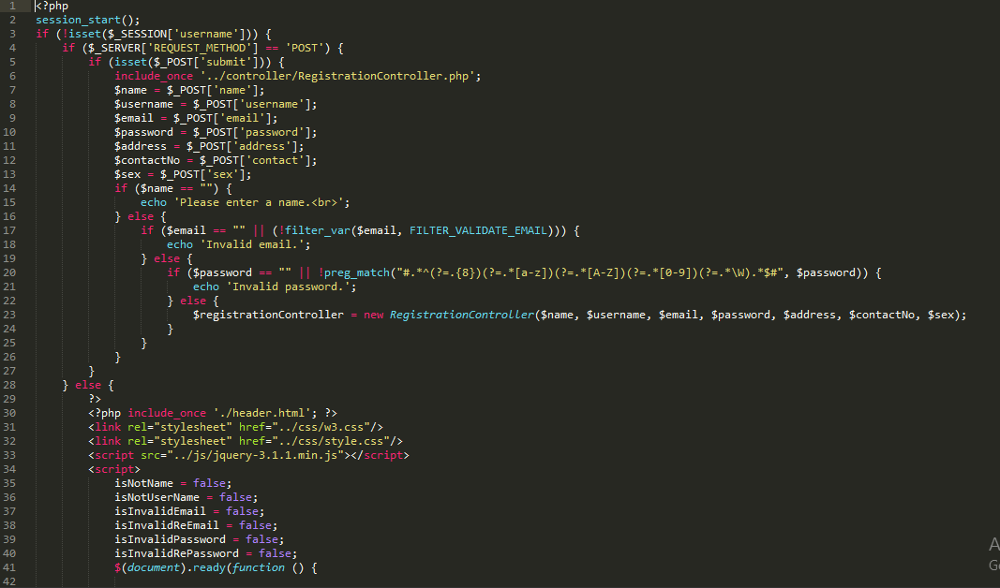 1 <?php
2 session_start();
3 if (!isset($_SESSION['username'])) {
4 if ($_SERVER['REQUEST_METHOD'] == 'POST') {
5 if (isset($_POST['submit'])) {
6 include_once '../controller/RegistrationController.php';
7 $name = $_POST['name'];
8 $username = $_POST['username'];
9 $email = $_POST['email'];
10 $password = $_POST['password'];
11 $address = $_POST['address'];
12 $contactNo = $_POST['contact'];
13 $sex = $_POST['sex'];
14 if ($name == "") {
15 echo 'Please enter a name.<br>';
16 } else {
17 if ($email == "" || (!filter_var($email, FILTER_VALIDATE_EMAIL))) {
18 echo 'Invalid email.';
19 } else {
20 if ($password == "" || !preg_match("#.*^(?=.{8})(?=.*[a-z])(?=.*[A-Z])(?=.*[0-9])(?=.*\W).*$#", $password)) {
21 echo 'Invalid password.';
22 } else {
23 $registrationController = new RegistrationController($name, $username, $email, $password, $address, $contactNo, $sex);
24 }
25 }
26 }
27 }
28 } else {
29 ?>
30 <?php include_once './header.html'; ?>
31 <link rel="stylesheet" href="../css/w3.css"/>
32 <link rel="stylesheet" href="../css/style.css"/>
33 <script src="../js/jquery-3.1.1.min.js"></script>
34 <script>
35 isNotName = false;
36 isNotUserName = false;
37 isInvalidEmail = false;
38 isInvalidReEmail = false;
39 isInvalidPassword = false;
40 isInvalidRePassword = false;
41 $(document).ready(function () {
42